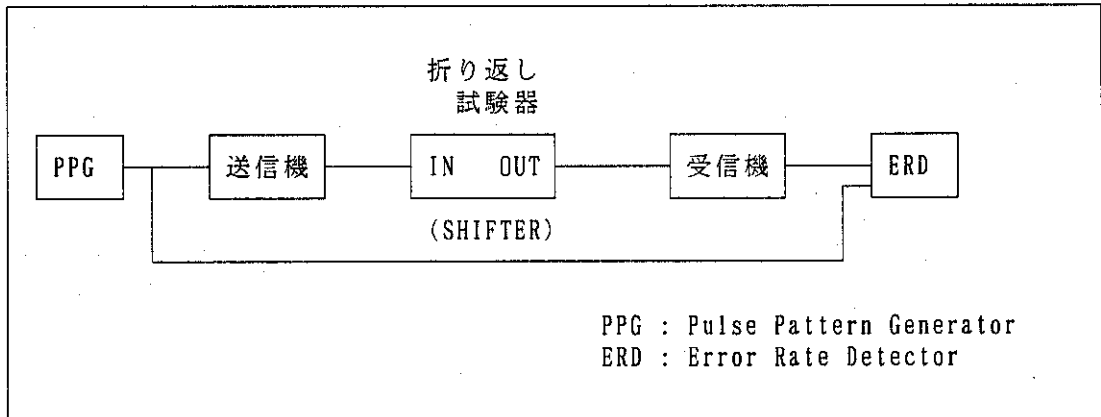 折り返し
試験器
PPG 送信機 IN OUT 受信機 ERD
(SHIFTER)
PPG : Pulse Pattern Generator
ERD : Error Rate Detector